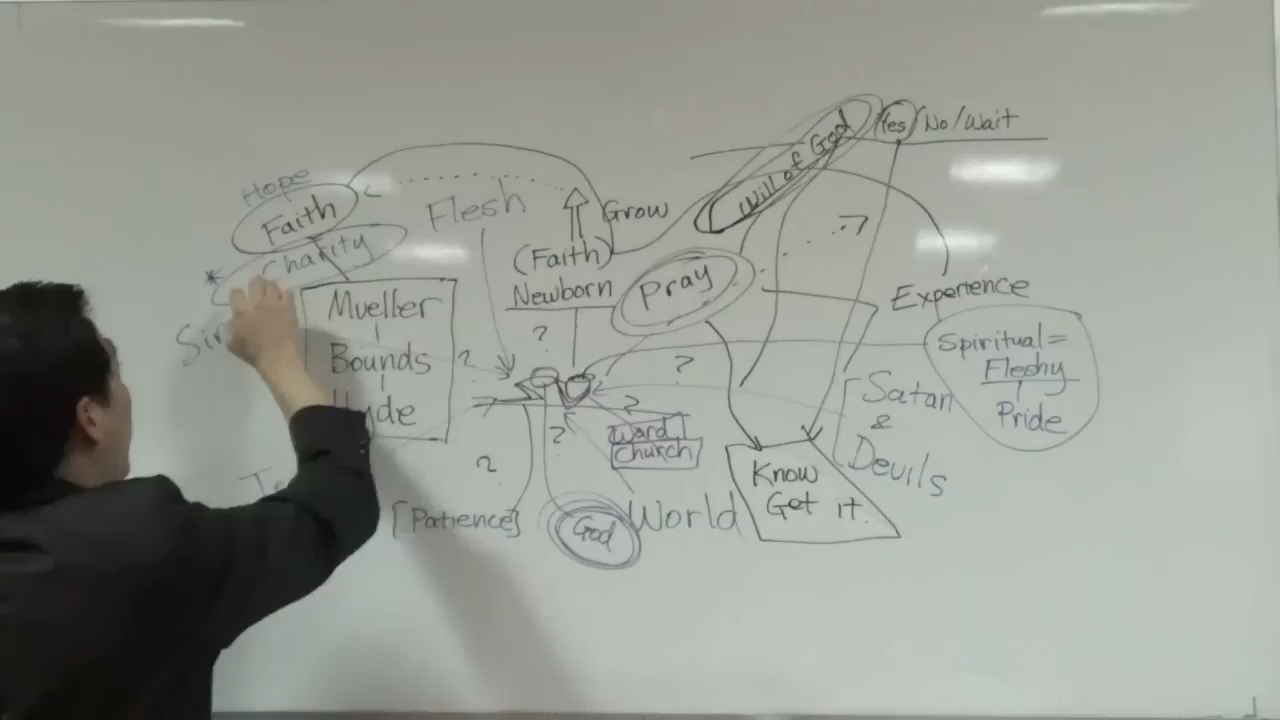 Will of God
Yes / No / Wait
Hope
Faith
Charity
Flesh
Grow
(Faith)
Newborn
Pray
Experience
*
Mueller
Bounds
?
?
?
?
?
?
Word
Church
Satan
&
Devils
Spiritual =
Fleshy
Pride
[Patience]
God
World
Know
Get it.